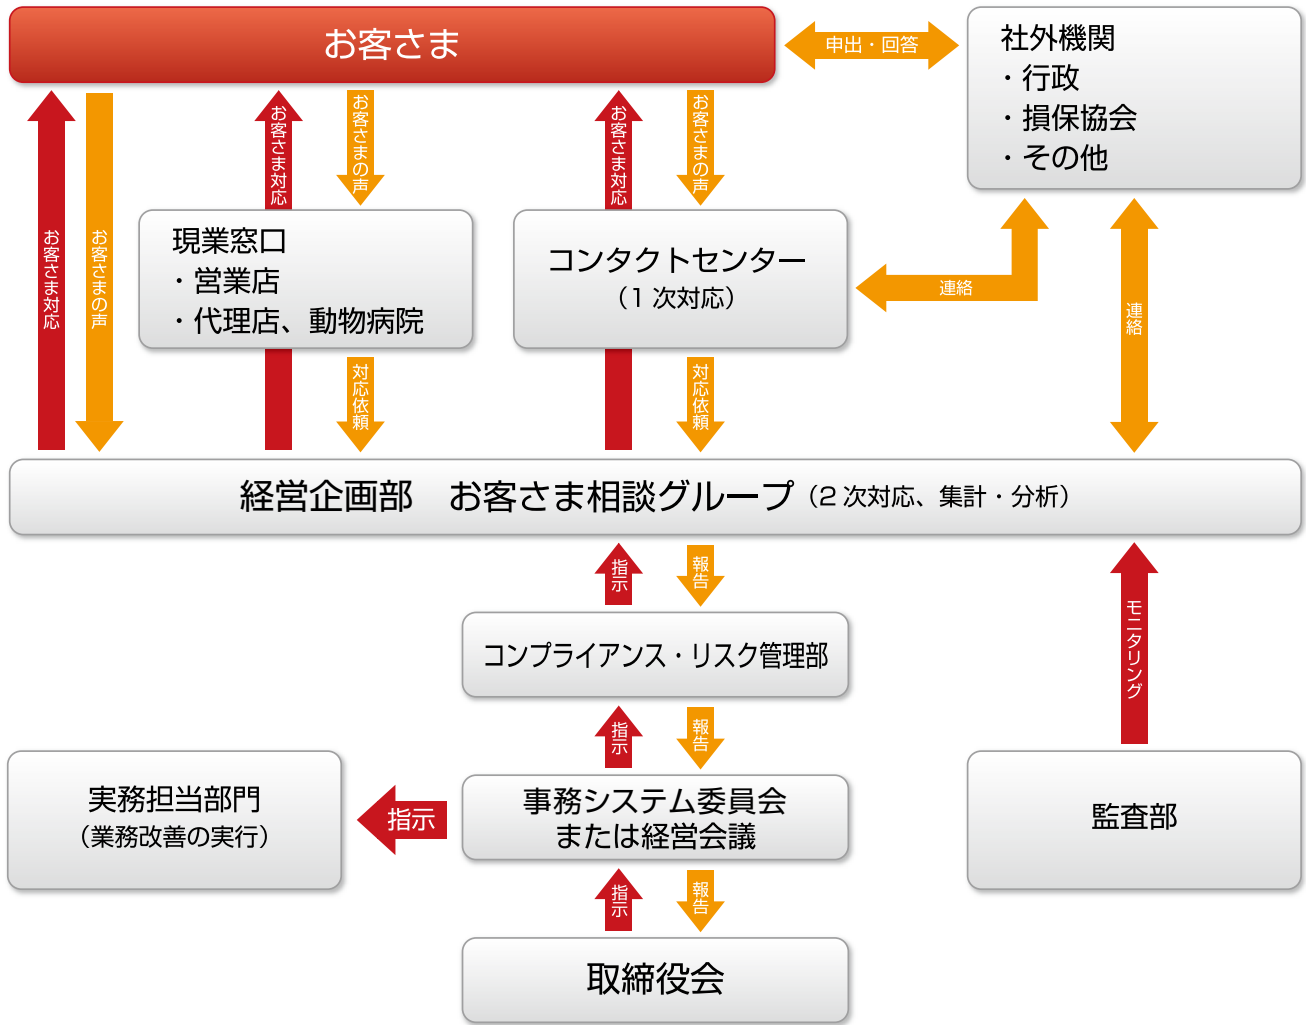 お客さま
申出・回答
社外機関
・行政
・損保協会
・その他
お客さま対応
お客さまの声
お客さま対応
お客さまの声
お客さま対応
お客さまの声
現業窓口
・営業店
・代理店、動物病院
コンタクトセンター
（1 次対応）
連絡
連絡
対応依頼
対応依頼
経営企画部　お客さま相談グループ（2 次対応、集計・分析）
指示
報告
モニタリング
コンプライアンス・リスク管理部
指示
報告
実務担当部門
（業務改善の実行）
指示
事務システム委員会
または経営会議
監査部
指示
報告
取締役会